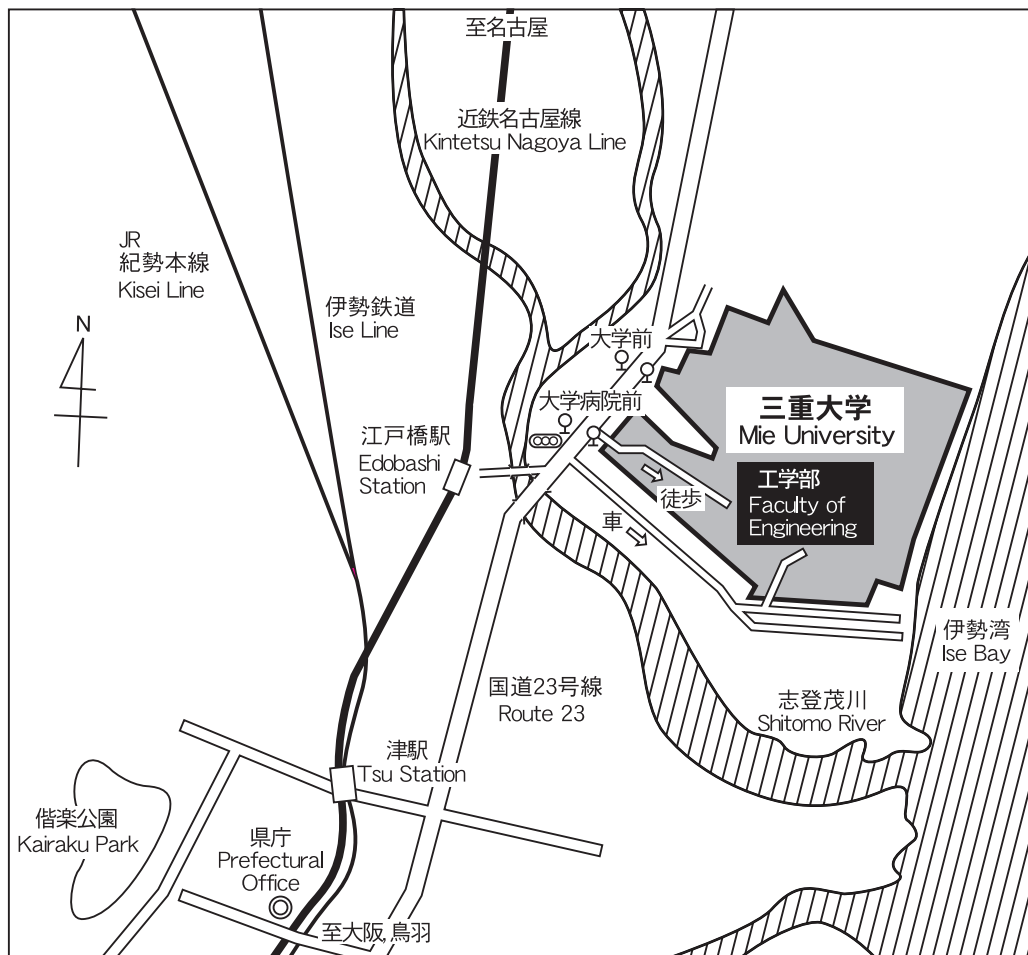 至名古屋
近鉄名古屋線
Kintetsu Nagoya Line
JR
紀勢本線
Kisei Line
伊勢鉄道
Ise Line
N
大学前
大学病院前
三重大学
Mie University
江戸橋駅
Edobashi
Station
工学部
Faculty of
Engineering
徒歩
車
伊勢湾
Ise Bay
国道23号線
Route 23
志登茂川
Shitomo River
津駅
Tsu Station
偕楽公園
Kairaku Park
県庁
Prefectural
Office
至大阪,鳥羽